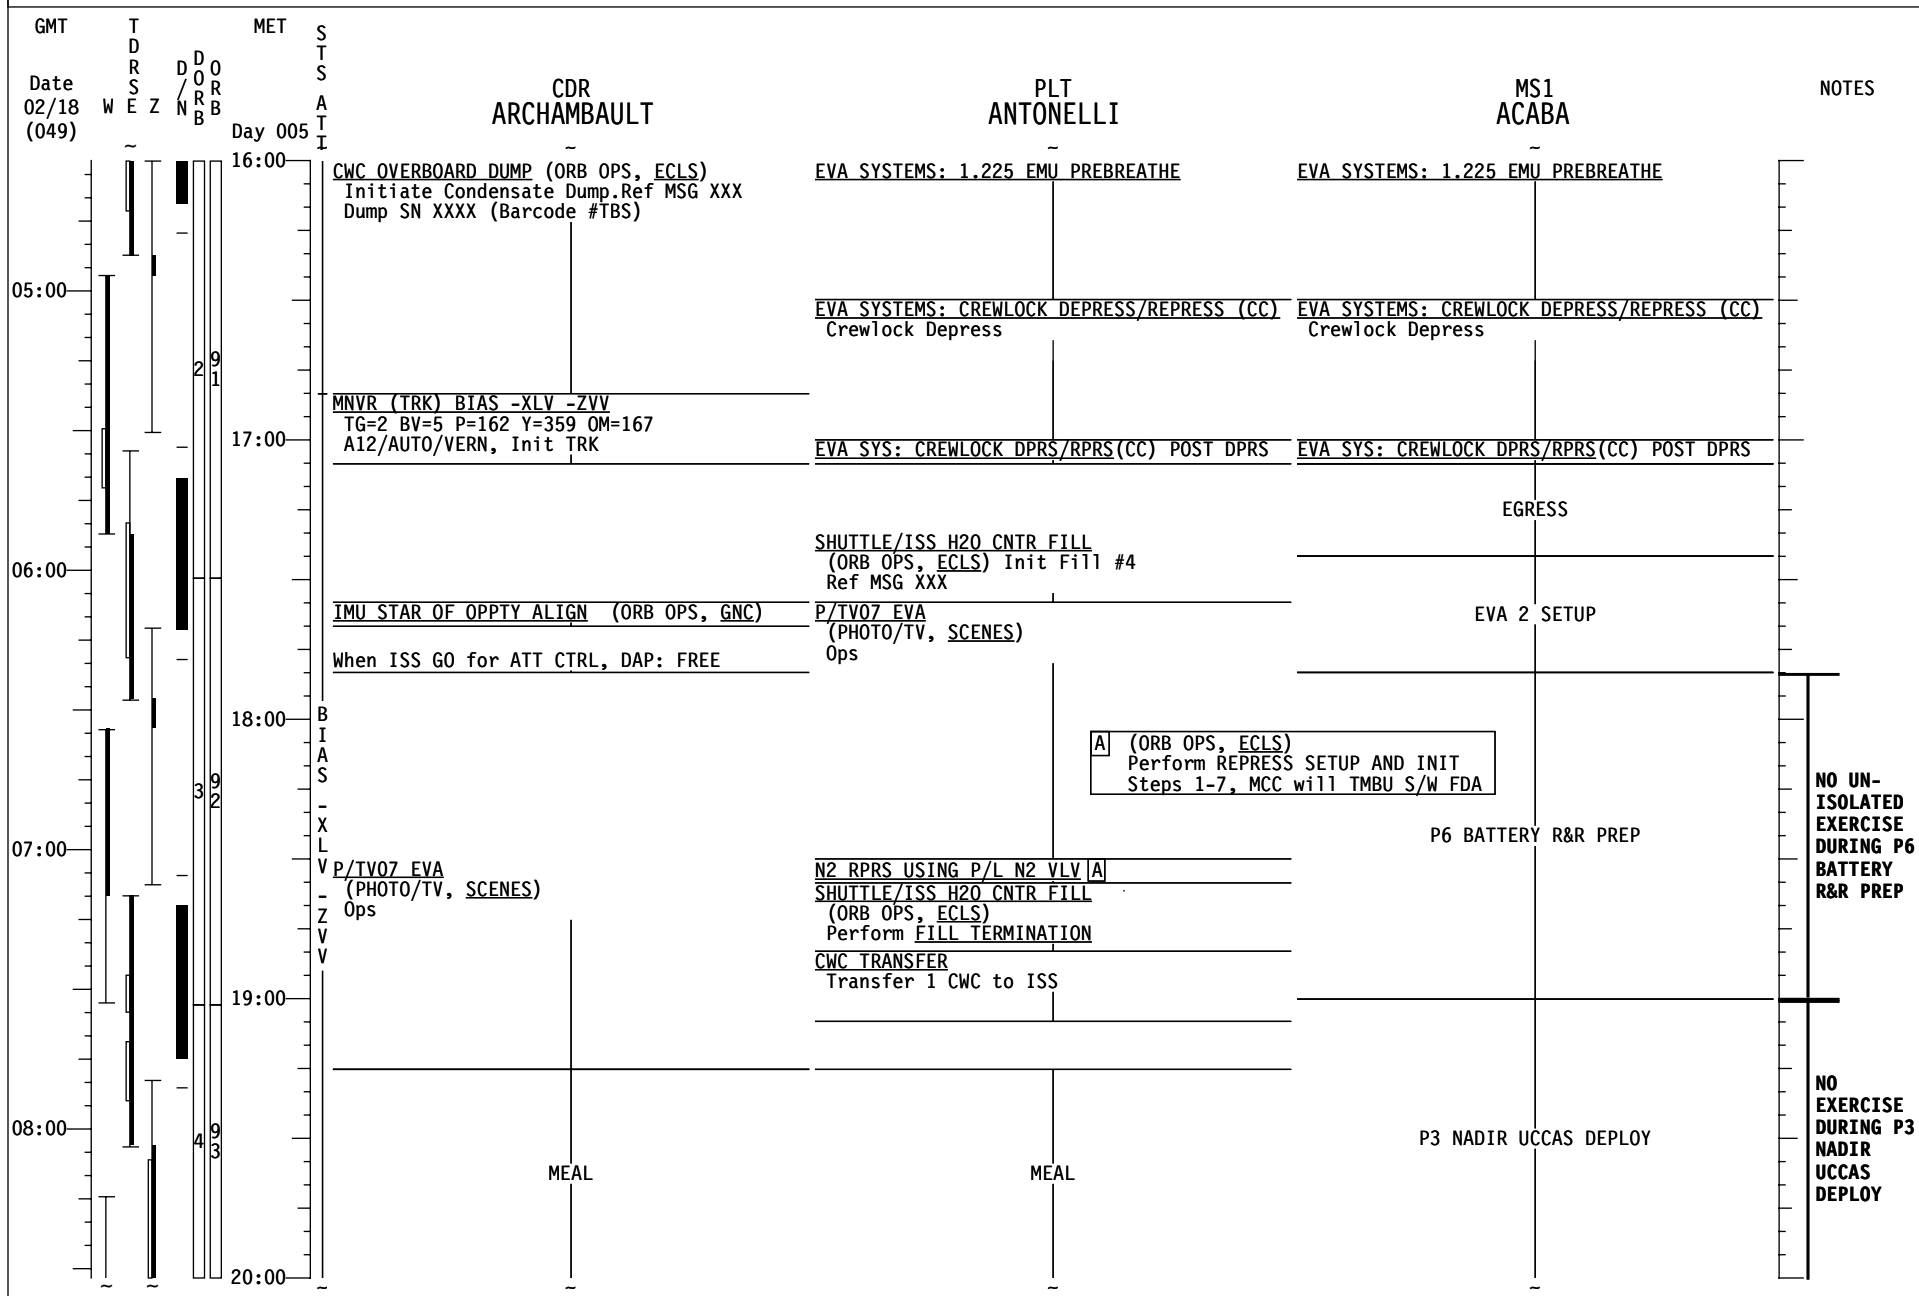 GMT
TDRS
MET
STS ATT
Date
02/18
(049)
W E Z
D/N
DORB
ORB
Day 005
CDR
ARCHAMBAULT
PLT
ANTONELLI
MS1
ACABA
NOTES
~ ~ ~ ~
16:00
CWC OVERBOARD DUMP (ORB OPS, ECLS)
Initiate Condensate Dump.Ref MSG XXX
Dump SN XXXX (Barcode #TBS)
EVA SYSTEMS: 1.225 EMU PREBREATHE
EVA SYSTEMS: 1.225 EMU PREBREATHE
05:00
EVA SYSTEMS: CREWLOCK DEPRESS/REPRESS (CC)
Crewlock Depress
EVA SYSTEMS: CREWLOCK DEPRESS/REPRESS (CC)
Crewlock Depress
2
91
MNVR (TRK) BIAS -XLV -ZVV
TG=2 BV=5 P=162 Y=359 OM=167
A12/AUTO/VERN, Init TRK
17:00
EVA SYS: CREWLOCK DPRS/RPRS(CC) POST DPRS
EVA SYS: CREWLOCK DPRS/RPRS(CC) POST DPRS
EGRESS
SHUTTLE/ISS H2O CNTR FILL
(ORB OPS, ECLS) Init Fill #4
Ref MSG XXX
06:00
IMU STAR OF OPPTY ALIGN (ORB OPS, GNC)
P/TV07 EVA
(PHOTO/TV, SCENES)
Ops
EVA 2 SETUP
When ISS GO for ATT CTRL, DAP: FREE
18:00
BIAS -XLV -ZVV
A (ORB OPS, ECLS)
Perform REPRESS SETUP AND INIT
Steps 1-7, MCC will TMBU S/W FDA
3
92
NO UN-
ISOLATED
EXERCISE
DURING P6
BATTERY
R&R PREP
P6 BATTERY R&R PREP
07:00
P/TV07 EVA
(PHOTO/TV, SCENES)
Ops
N2 RPRS USING P/L N2 VLV A
SHUTTLE/ISS H2O CNTR FILL
(ORB OPS, ECLS)
Perform FILL TERMINATION
CWC TRANSFER
Transfer 1 CWC to ISS
19:00
08:00
4
93
MEAL
MEAL
P3 NADIR UCCAS DEPLOY
NO
EXERCISE
DURING P3
NADIR
UCCAS
DEPLOY
20:00
~ ~ ~ ~ ~ ~